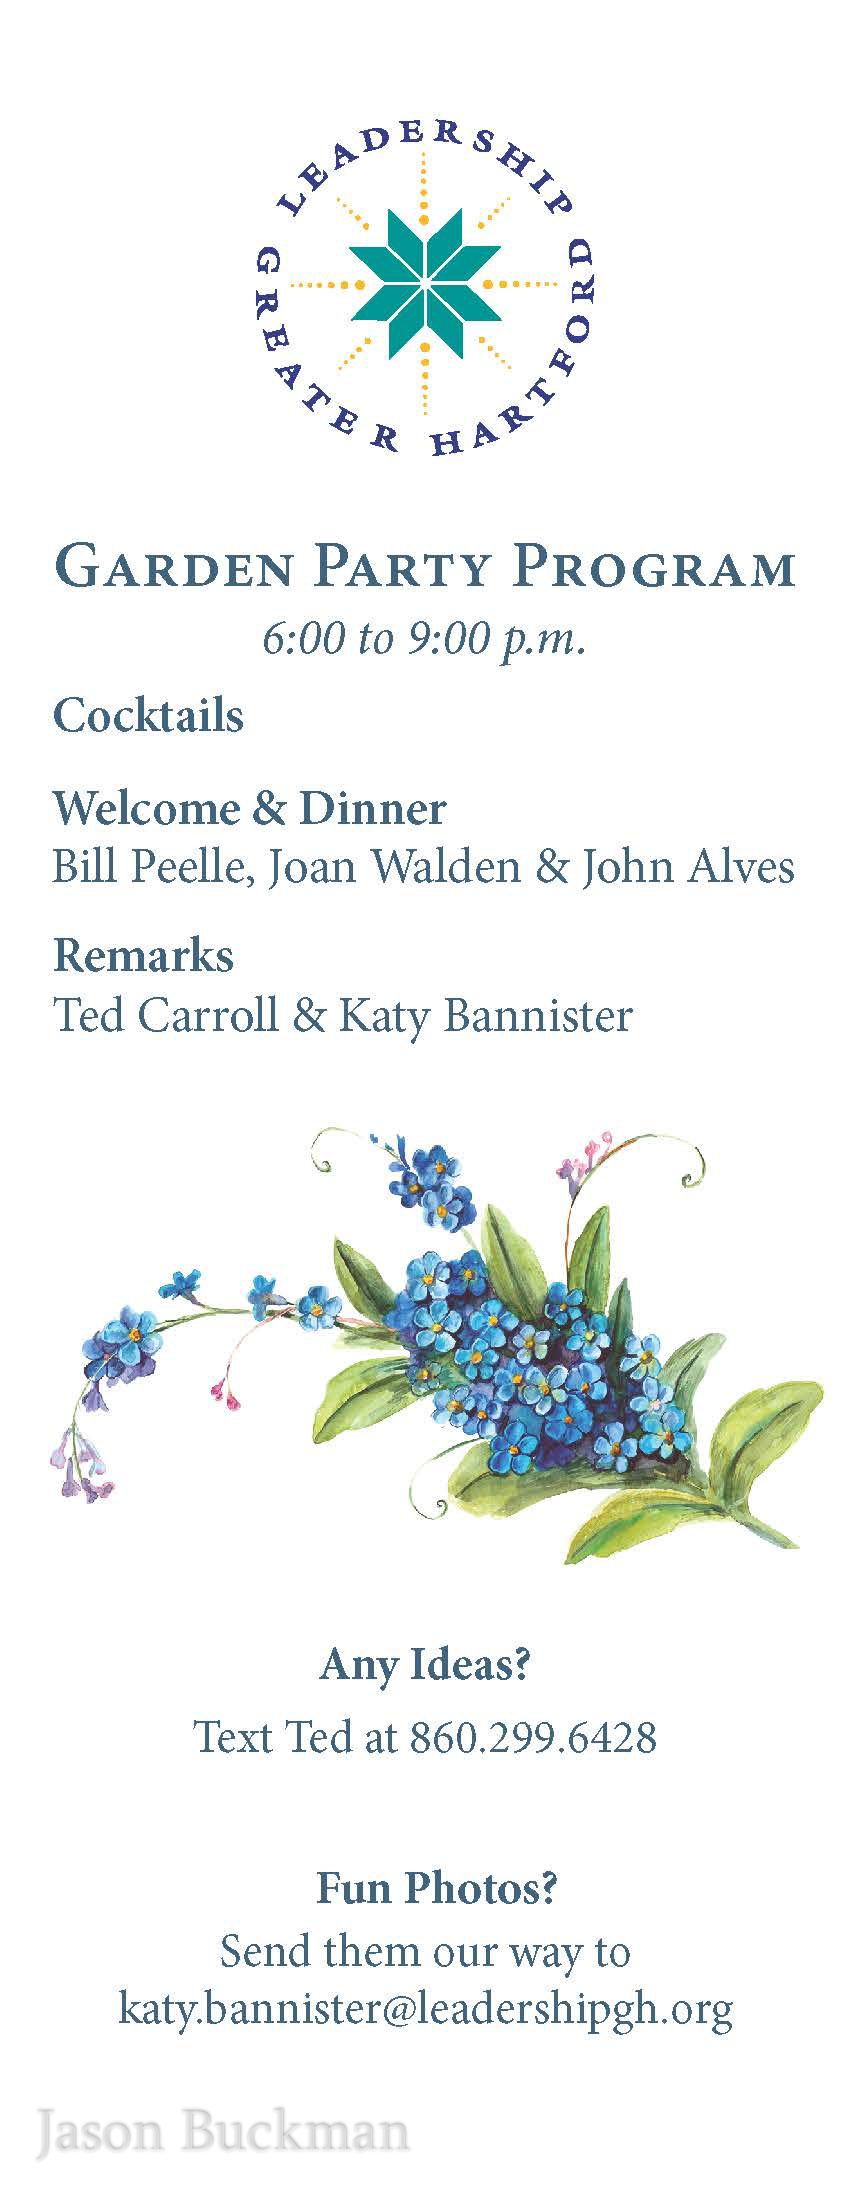 LEADERSHIP
GREATER HARTFORD
GARDEN PARTY PROGRAM
6:00 to 9:00 p.m.
Cocktails
Welcome & Dinner
Bill Peelle, Joan Walden & John Alves
Remarks
Ted Carroll & Katy Bannister
Any Ideas?
Text Ted at 860.299.6428
Fun Photos?
Send them our way to
katy.bannister@leadershipgh.org
Jason Buckman